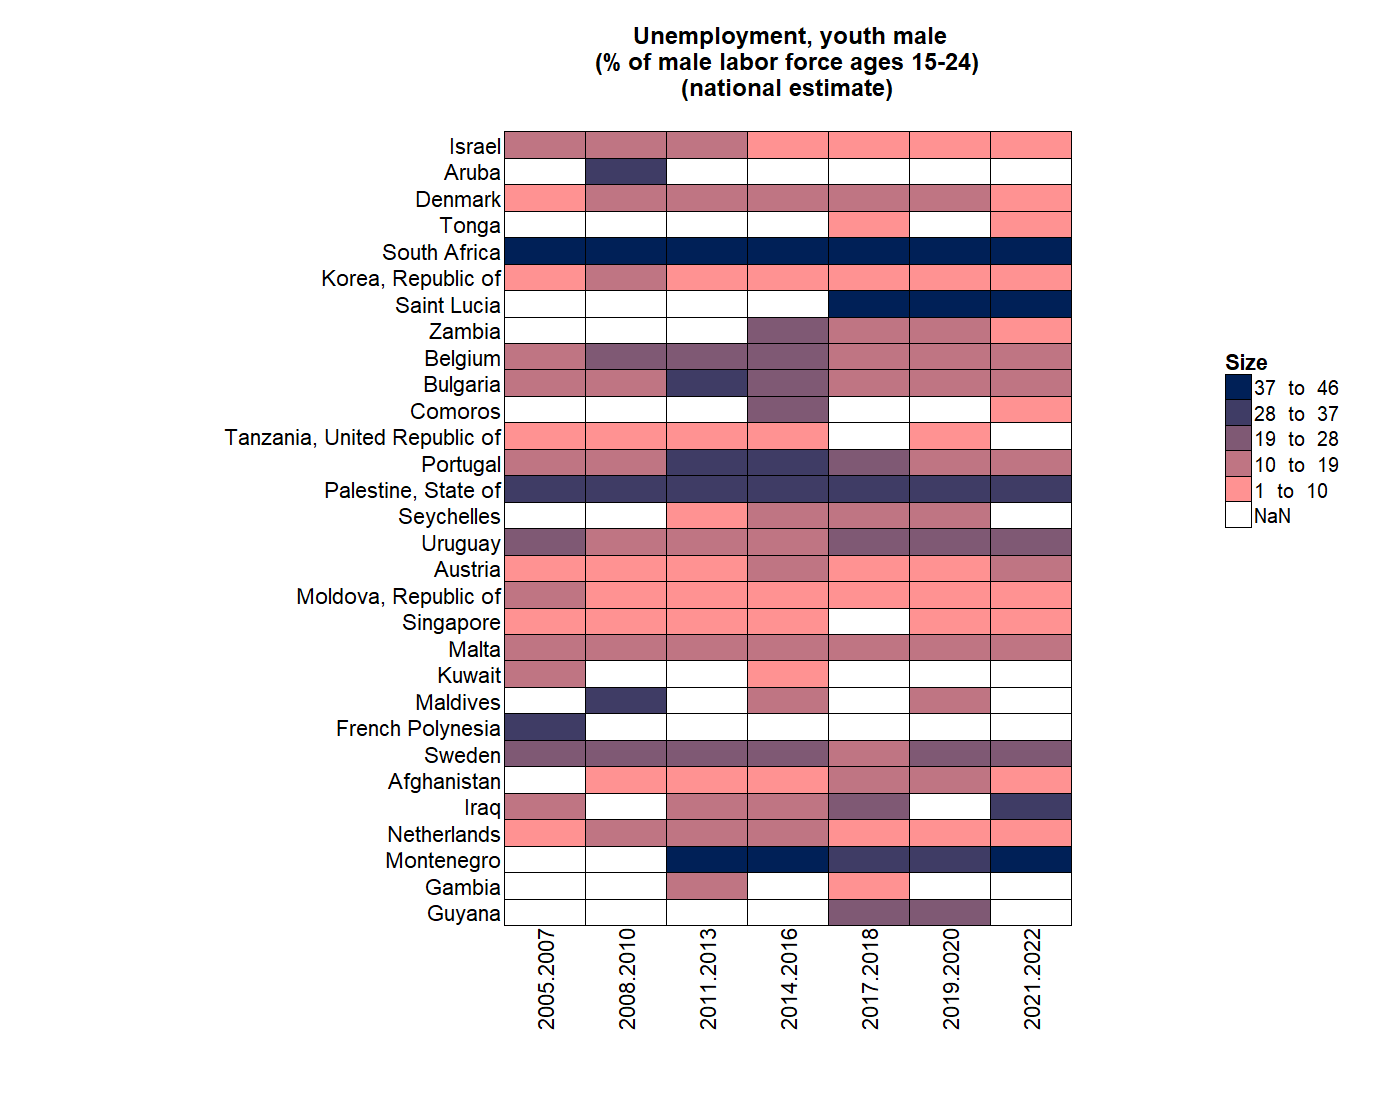 Unemployment, youth male
(% of male labor force ages 15-24)
(national estimate)
Israel
Aruba
Denmark
Tonga
South Africa
Korea, Republic of
Saint Lucia
Zambia
Belgium
Bulgaria
Comoros
Tanzania, United Republic of
Portugal
Palestine, State of
Seychelles
Uruguay
Austria
Moldova, Republic of
Singapore
Malta
Kuwait
Maldives
French Polynesia
Sweden
Afghanistan
Iraq
Netherlands
Montenegro
Gambia
Guyana
2005.2007
2008.2010
2011.2013
2014.2016
2017.2018
2019.2020
2021.2022
Size
37 to 46
28 to 37
19 to 28
10 to 19
1 to 10
NaN